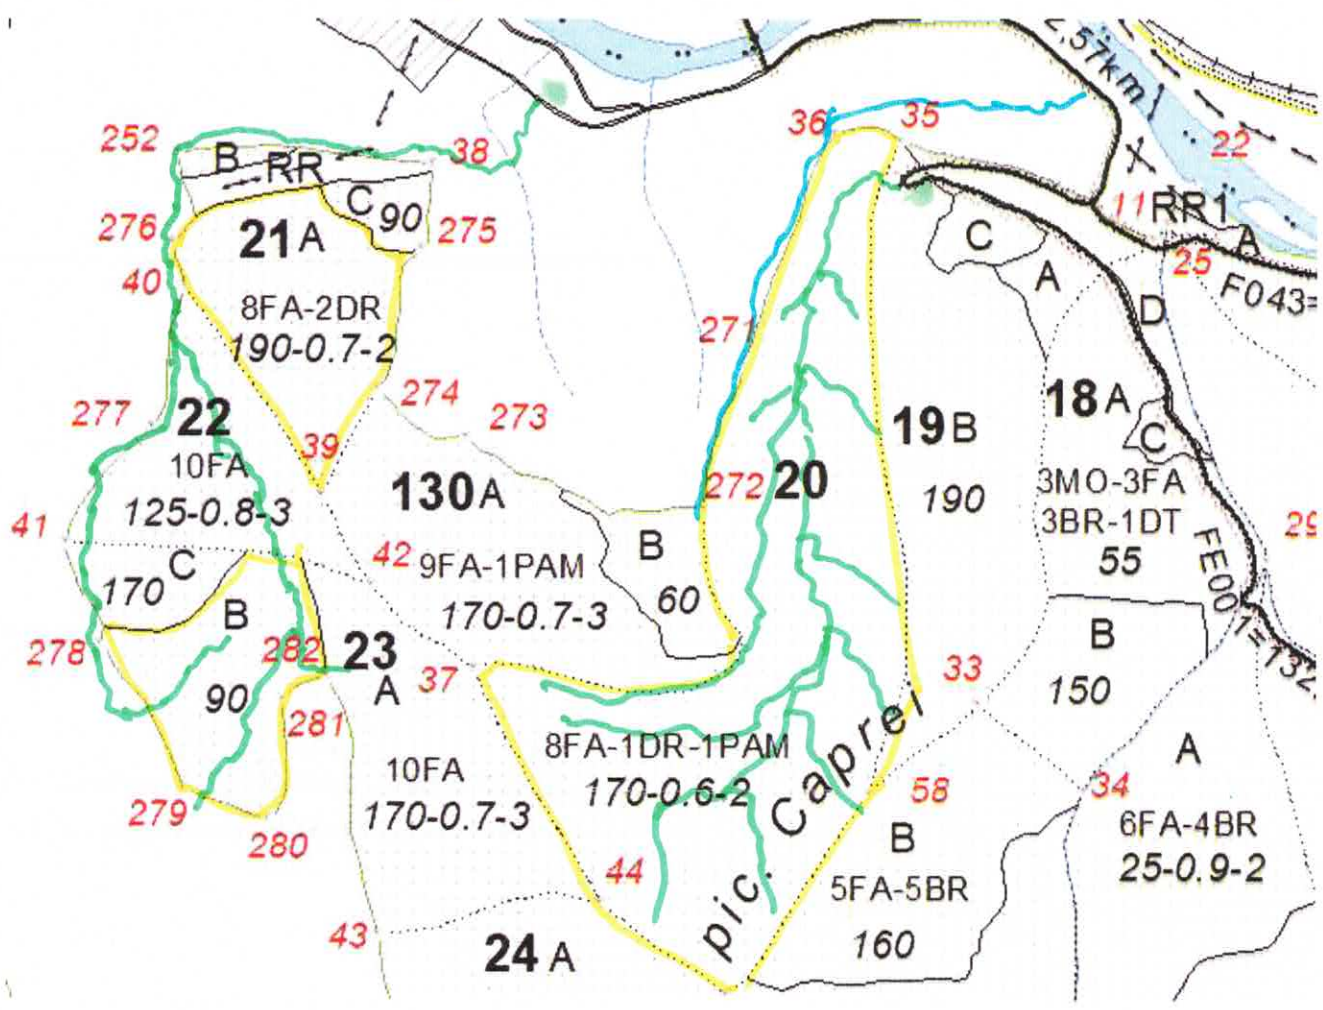 2,57km
252
B
RR
38
36
35
22
11
RR1
A
C
90
276
21 A
275
C
A
25
F043=
40
8FA-2DR
190-0.7-2
271
D
277
22
274
273
39
19 B
18 A
C
10FA
125-0.8-3
130 A
272
20
190
3MO-3FA
3BR-1DT
55
41
42
9FA-1PAM
170-0.7-3
B
60
29
FE00
1=132
C
170
B
278
282
23
A
37
33
B
150
90
281
8FA-1DR-1PAM
170-0.6-2
pic. Caprel
10FA
170-0.7-3
58
34
A
6FA-4BR
25-0.9-2
279
280
44
B
5FA-5BR
160
43
24 A